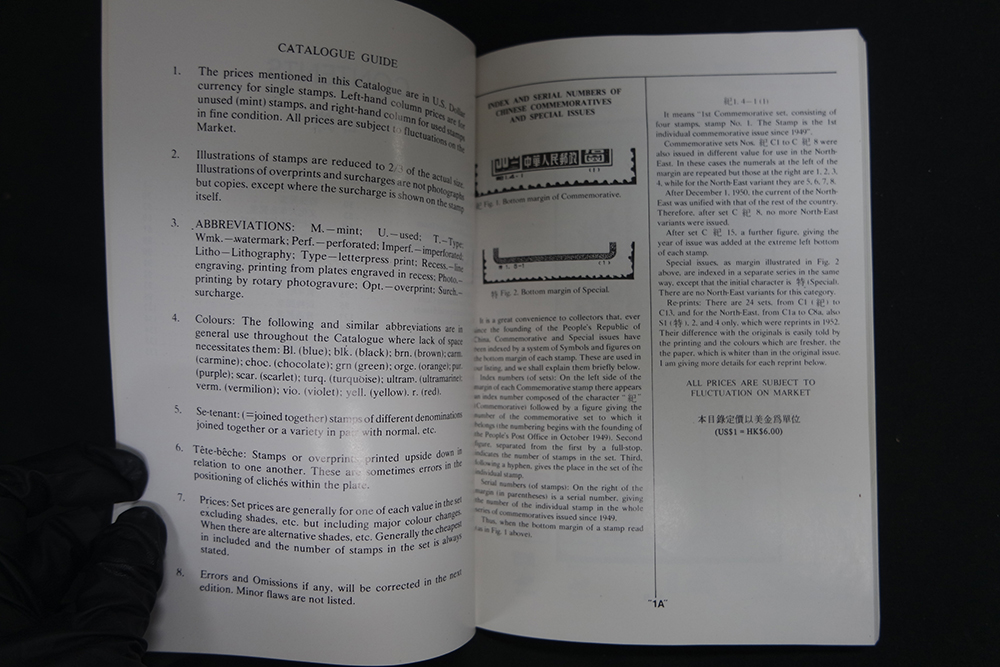 CATALOGUE GUIDE
1. The prices mentioned in this Catalogue are in U.S. Dollar
currency for single stamps. Left-hand column prices are for
unused (mint) stamps, and right-hand column for used stamps
in fine condition. All prices are subject to fluctuations on the
Market.
2. Illustrations of stamps are reduced to 2/3 of the actual size.
Illustrations of overprints and surcharges are not photographs
but copies, except where the surcharge is shown on the stamp
itself.
3. ABBREVIATIONS: M.—mint; U.—used; T.—Type;
Wmk.—watermark; Perf.—perforated; Imperf.—imperforated;
Litho—Lithography; Type—letterpress print; Recess,—line
engraving, printing from plates engraved in recess; Photo,—
printing by rotary photogravure; Opt.—overprint; Surch.—
surcharge.
4. Colours: The following and similar abbreviations are in
general use throughout the Catalogue where lack of space
necessitates them: Bl. (blue); blk. (black); brn. (brown); carm.
(carmine); choc. (chocolate); grn (green); orge. (orange); pur.
(purple); scar. (scarlet); turq. (turquoise); ultram. (ultramarine);
verm. (vermilion); vio. (violet); yell. (yellow). r. (red).
5. Se-tenant; (=joined together) stamps of different denominations
joined together or a variety in pair with normal, etc.
6. Tête-bêche: Stamps or overprints printed upside down in
relation to one another. These are sometimes errors in the
positioning of clichés within the plate.
7. Prices: Set prices are generally for one of each value in the set
excluding shades, etc. but including major colour changes.
When there are alternative shades, etc. Generally the cheapest
in included and the number of stamps in the set is always
stated.
8. Errors and Omissions if any, will be corrected in the next
edition. Minor flaws are not listed.
INDEX AND SERIAL NUMBERS OF
CHINESE COMMEMORATIVES
AND SPECIAL ISSUES
中華人民郵政
紀 Fig. 1. Bottom margin of Commemorative.
特 Fig. 2. Bottom margin of Special.
It is a great convenience to collectors that, ever
since the founding of the People's Republic of
China, Commemorative and Special issues have
been indexed by a system of Symbols and figures on
the bottom margin of each stamp. These are used in
our listing, and we shall explain them briefly below.
Index numbers (of sets): On the left side of the
margin of each Commemorative stamp there appears
an index number composed of the character "紀"
(Commemorative) followed by a figure giving the
number of the commemorative set to which it
belongs (the numbering begins with the founding of
the People's Post Office in October 1949). Second
figure, separated from the first by a full-stop,
indicates the number of stamps in the set. Third,
following a hyphen, gives the place in the set of the
individual stamp.
Serial numbers (of stamps): On the right of the
margin (in parentheses) is a serial number, giving
the number of the individual stamp in the whole
series of commemoratives issued since 1949.
Thus, when the bottom margin of a stamp read
(as in Fig. 1 above).
紀1. 4—1 (1)
It means "1st Commemorative set, consisting of
four stamps, stamp No. 1. The Stamp is the 1st
individual commemorative issue since 1949".
Commemorative sets Nos. 紀 C1 to C 紀 8 were
also issued in different value for use in the North-
East. In these cases the numerals at the left of the
margin are repeated but those at the right are 1, 2, 3,
4, while for the North-East variant they are 5, 6, 7, 8.
After December 1, 1950, the current of the North-
East was unified with that of the rest of the country.
Therefore, after set C 紀 8, no more North-East
variants were issued.
After set C 紀 15, a further figure, giving the
year of issue was added at the extreme left bottom
of each stamp.
Special issues, as margin illustrated in Fig. 2
above, are indexed in a separate series in the same
way, except that the initial character is 特 (Special).
There are no North-East variants for this category.
Re-prints: There are 24 sets, from C1 (紀) to
C13, and for the North-East, from C1a to C8a, also
S1 (特), 2, and 4 only, which were reprints in 1952.
Their difference with the originals is easily told by
the printing and the colours which are fresher, the
the paper, which is whiter than in the original issue.
I am giving more details for each reprint below.
ALL PRICES ARE SUBJECT TO
FLUCTUATION ON MARKET
本目錄定價以美金爲單位
(US$1 = HK$6.00)
"1A"